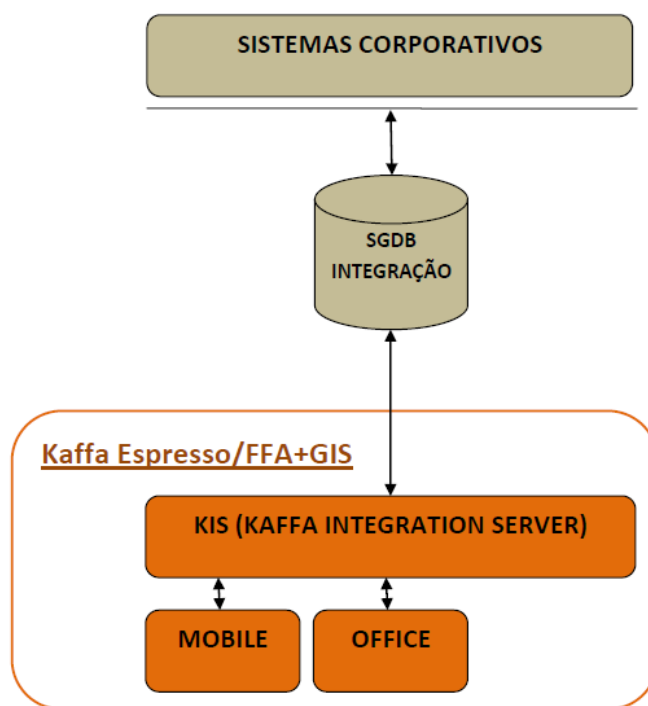 SISTEMAS CORPORATIVOS
SGDB
INTEGRAÇÃO
Kaffa Espresso/FFA+GIS
KIS (KAFFA INTEGRATION SERVER)
MOBILE
OFFICE